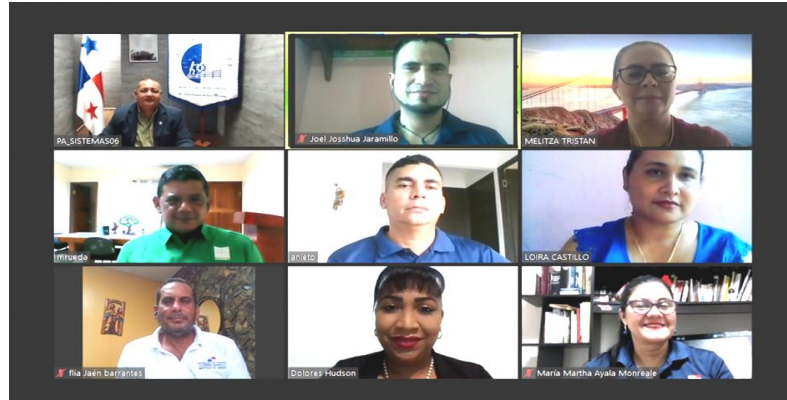 PA_SISTEMAS06
Joel Josshua Jaramillo
MELITZA TRISTAN
mrueda
anieto
LOIRA CASTILLO
flia Jaén barrantes
Dolores Hudson
María Martha Ayala Monreale